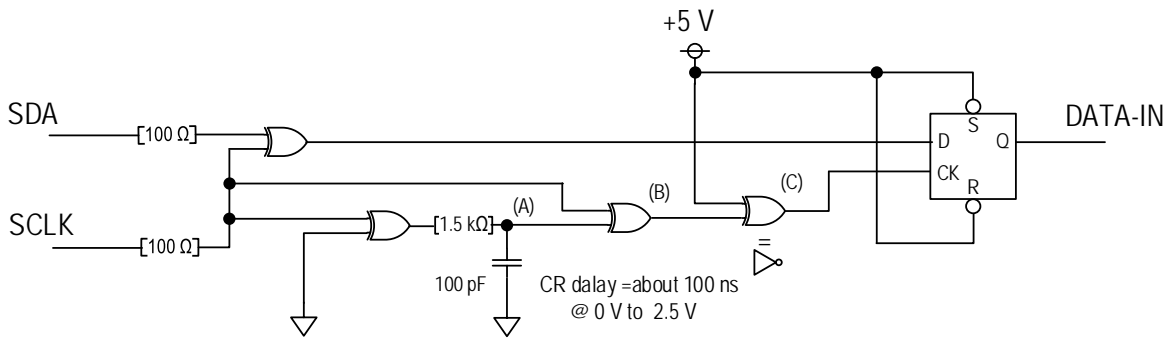 +5 V
SDA
[100 Ω]
S
DATA-IN
D
Q
CK
(B)
(C)
R
SCLK
[100 Ω]
[1.5 kΩ]
(A)
=
100 pF
CR dalay =about 100 ns
@ 0 V to 2.5 V